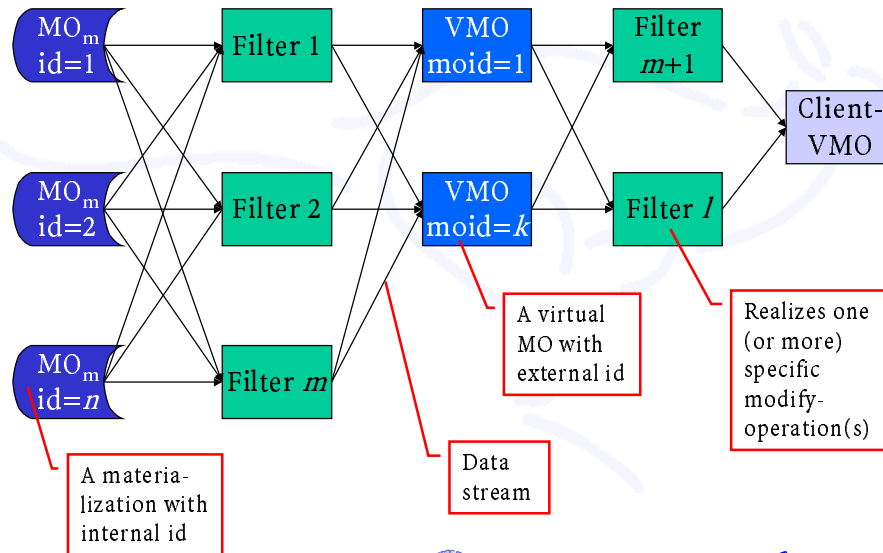 MOm
id=1
Filter 1
VMO
moid=1
Filter
m+1
Client-
VMO
MOm
id=2
Filter 2
VMO
moid=k
Filter l
MOm
id=n
Filter m
A virtual
MO with
external id
Realizes one
(or more)
specific
modify-
operation(s)
A materia-
lization with
internal id
Data
stream